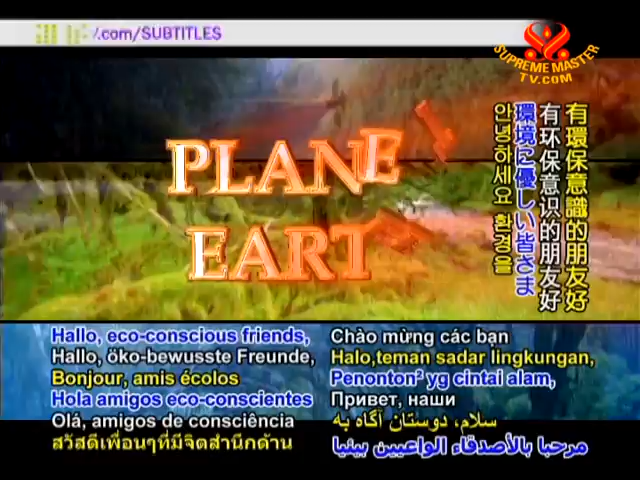 .com/SUBTITLES
SUPREME MASTER
TV.COM
PLANE
EART
有環保意識的朋友好
有环保意识的朋友好
環境に優しい皆さま
안녕하세요 환경을
Hallo, eco-conscious friends,
Hallo, öko-bewusste Freunde,
Bonjour, amis écolos
Hola amigos eco-conscientes
Olá, amigos de consciência
สวัสดีเพื่อนๆที่มีจิตสำนึกด้าน
Chào mừng các bạn
Halo,teman sadar lingkungan,
Penonton² yg cintai alam,
Привет, наши
سلام، دوستان آگاه به
مرحبا بالأصدقاء الواعيين بيئيا